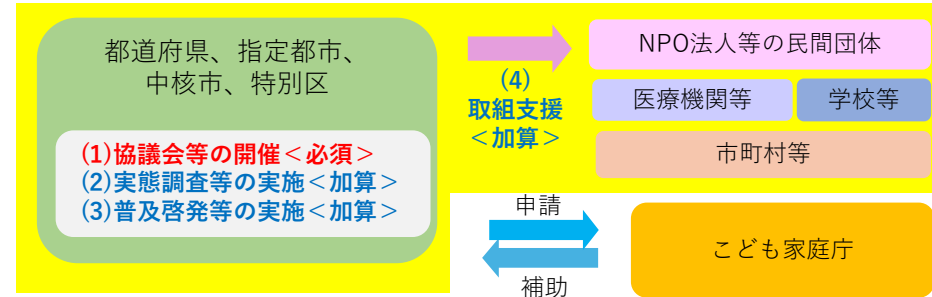 都道府県、指定都市、
中核市、特別区
(1)協議会等の開催＜必須＞
(2)実態調査等の実施＜加算＞
(3)普及啓発等の実施＜加算＞
(4)
取組支援
＜加算＞
NPO法人等の民間団体
医療機関等
学校等
市町村等
申請
補助
こども家庭庁